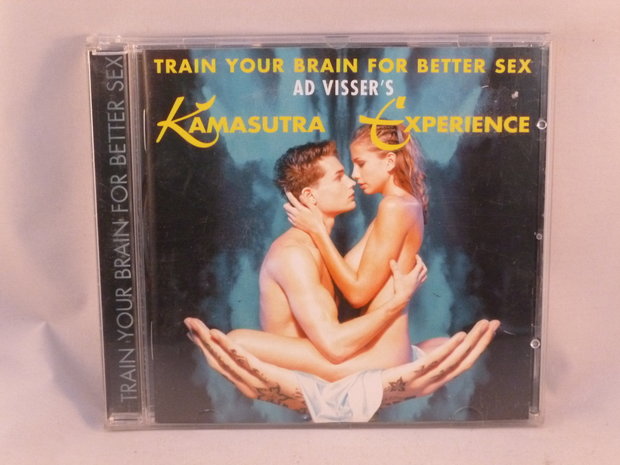 TRAIN YOUR BRAIN FOR BETTER SEX
TRAIN YOUR BRAIN FOR BETTER SEX
AD VISSER'S
KAMASUTRA EXPERIENCE